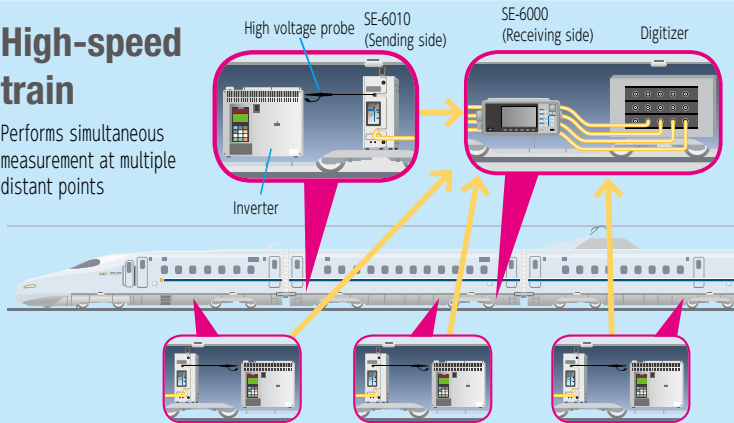 High-speed
train
Performs simultaneous
measurement at multiple
distant points
High voltage probe
SE-6010
(Sending side)
SE-6000
(Receiving side)
Digitizer
Inverter